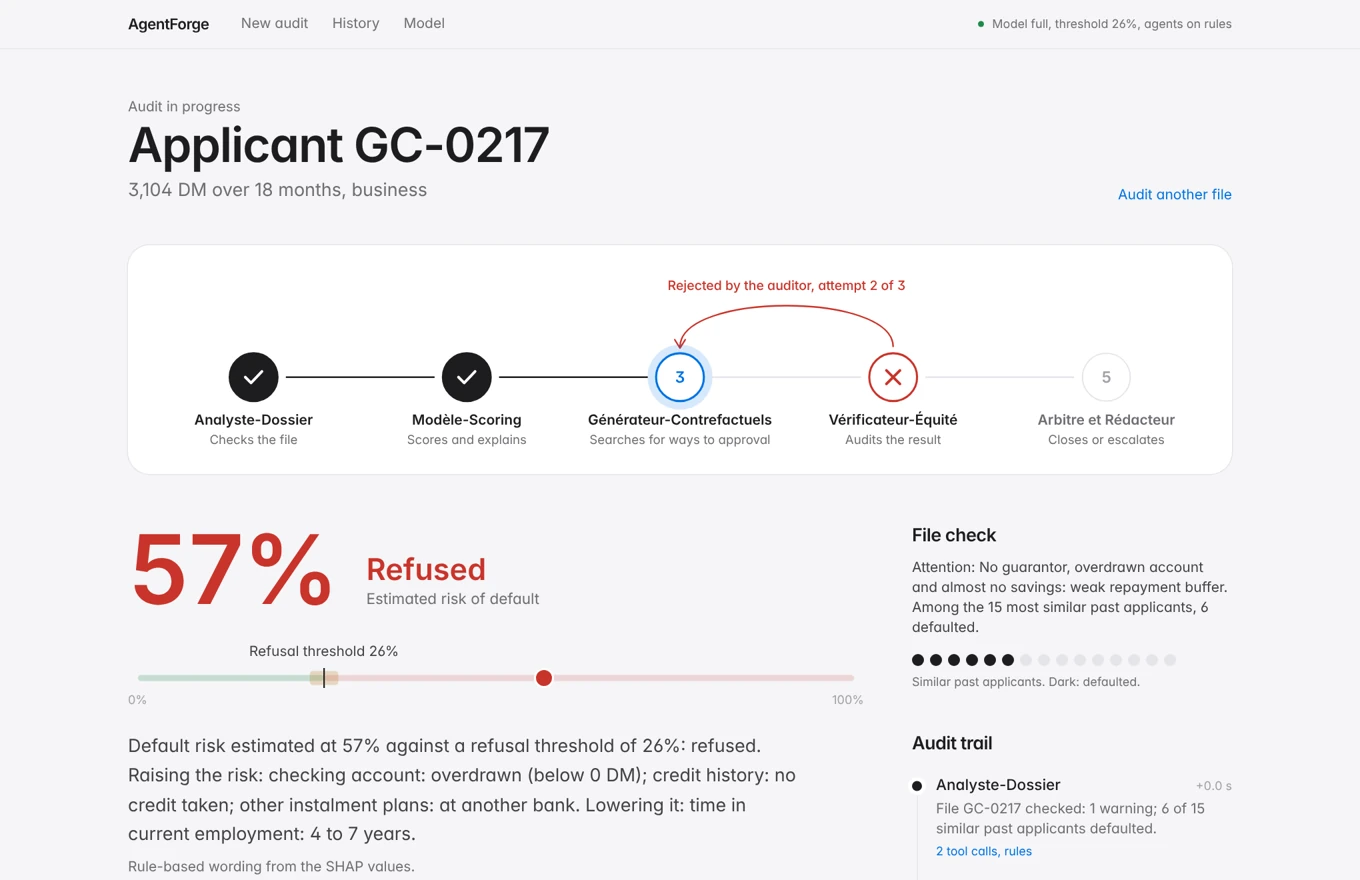 AgentForge New audit History Model
Model full, threshold 26%, agents on rules
Audit in progress
Applicant GC-0217
3,104 DM over 18 months, business
Audit another file
Rejected by the auditor, attempt 2 of 3
3
5
Analyste-Dossier
Checks the file
Modèle-Scoring
Scores and explains
Générateur-Contrefactuels
Searches for ways to approval
Vérificateur-Équité
Audits the result
Arbitre et Rédacteur
Closes or escalates
57%
Refused
Estimated risk of default
Refusal threshold 26%
0%
100%
Default risk estimated at 57% against a refusal threshold of 26%: refused.
Raising the risk: checking account: overdrawn (below 0 DM); credit history: no
credit taken; other instalment plans: at another bank. Lowering it: time in
current employment: 4 to 7 years.
Rule-based wording from the SHAP values.
File check
Attention: No guarantor, overdrawn account
and almost no savings: weak repayment buffer.
Among the 15 most similar past applicants, 6
defaulted.
Similar past applicants. Dark: defaulted.
Audit trail
Analyste-Dossier +0.0 s
File GC-0217 checked: 1 warning; 6 of 15
similar past applicants defaulted.
2 tool calls, rules